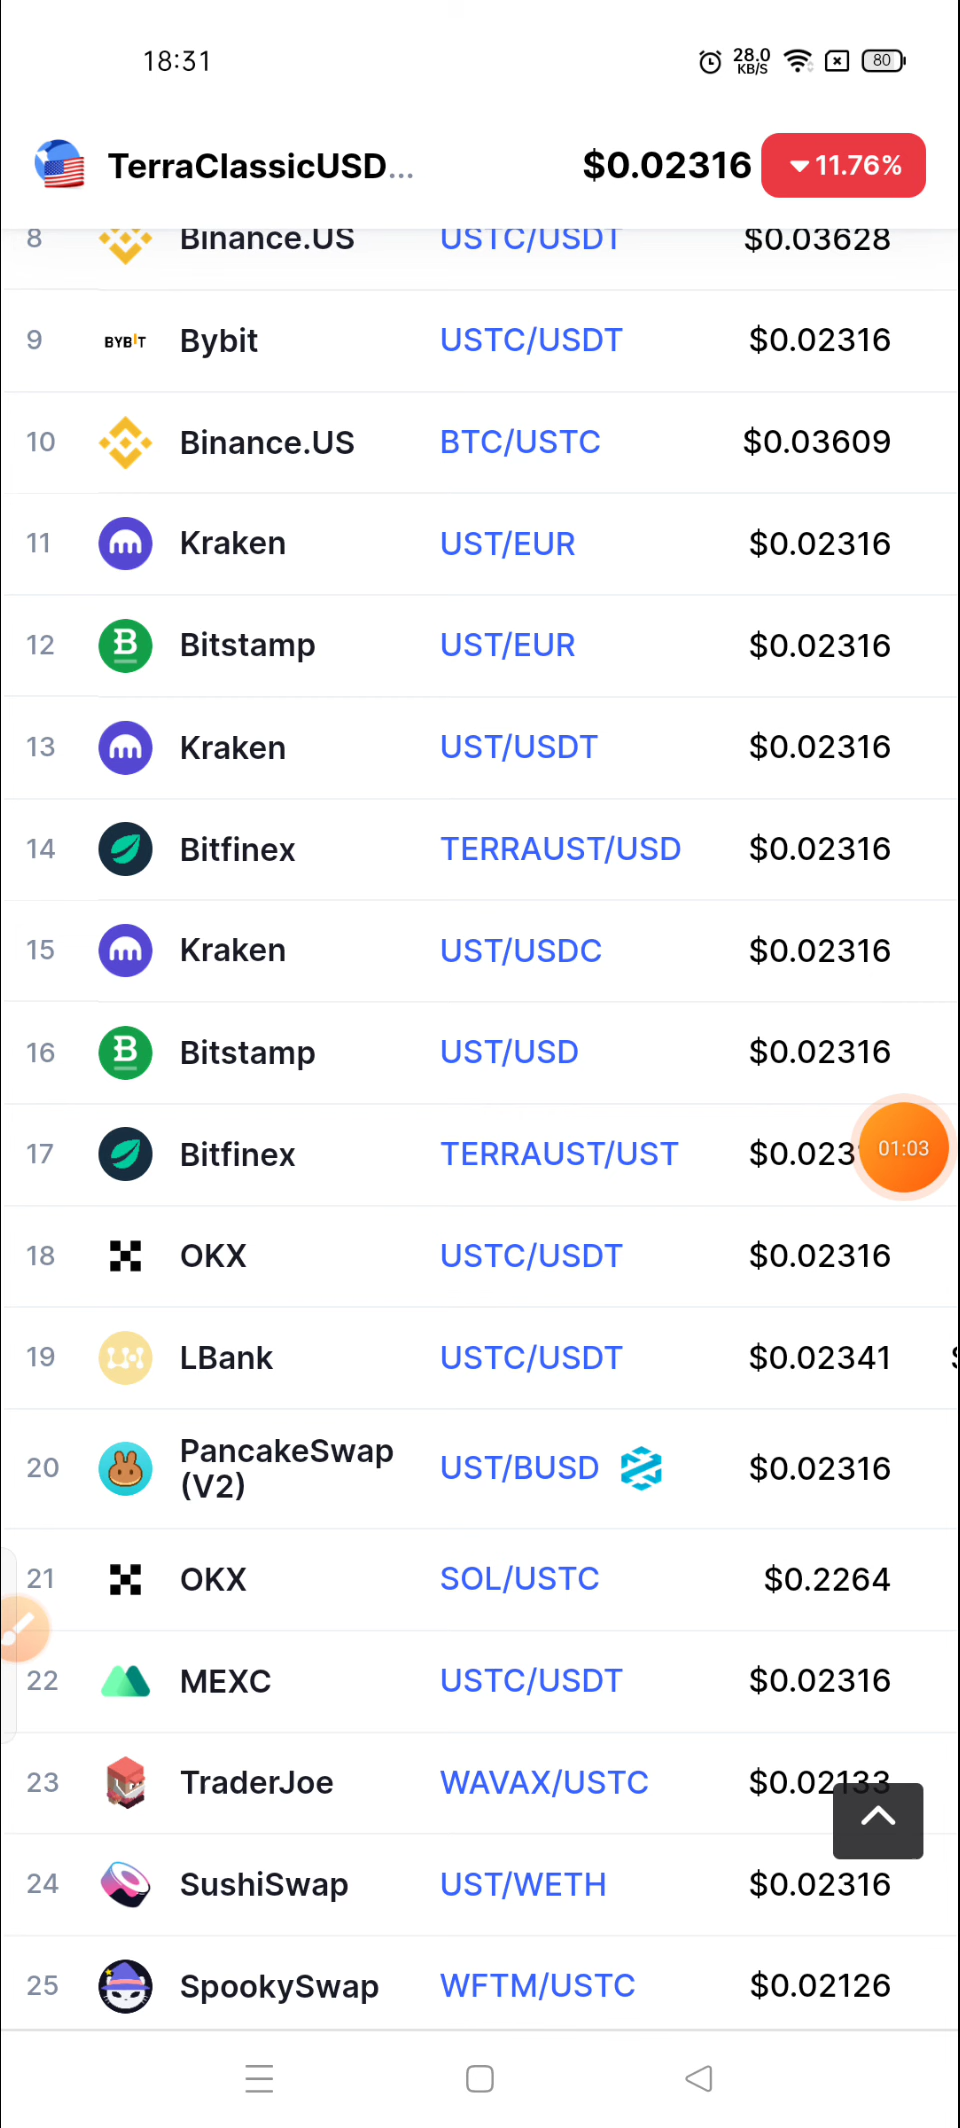 18:31
28.0
KB/S
80
TerraClassicUSD... $0.02316 11.76%
8 Binance.US USTC/USDT $0.03628
9 BYBIT Bybit USTC/USDT $0.02316
10 Binance.US BTC/USTC $0.03609
11 Kraken UST/EUR $0.02316
12 Bitstamp UST/EUR $0.02316
13 Kraken UST/USDT $0.02316
14 Bitfinex TERRAUST/USD $0.02316
15 Kraken UST/USDC $0.02316
16 Bitstamp UST/USD $0.02316
17 Bitfinex TERRAUST/UST $0.023
01:03
18 OKX USTC/USDT $0.02316
19 LBank USTC/USDT $0.02341
20 PancakeSwap
(V2) UST/BUSD $0.02316
21 OKX SOL/USTC $0.2264
22 MEXC USTC/USDT $0.02316
23 TraderJoe WAVAX/USTC $0.02133
24 SushiSwap UST/WETH $0.02316
25 SpookySwap WFTM/USTC $0.02126